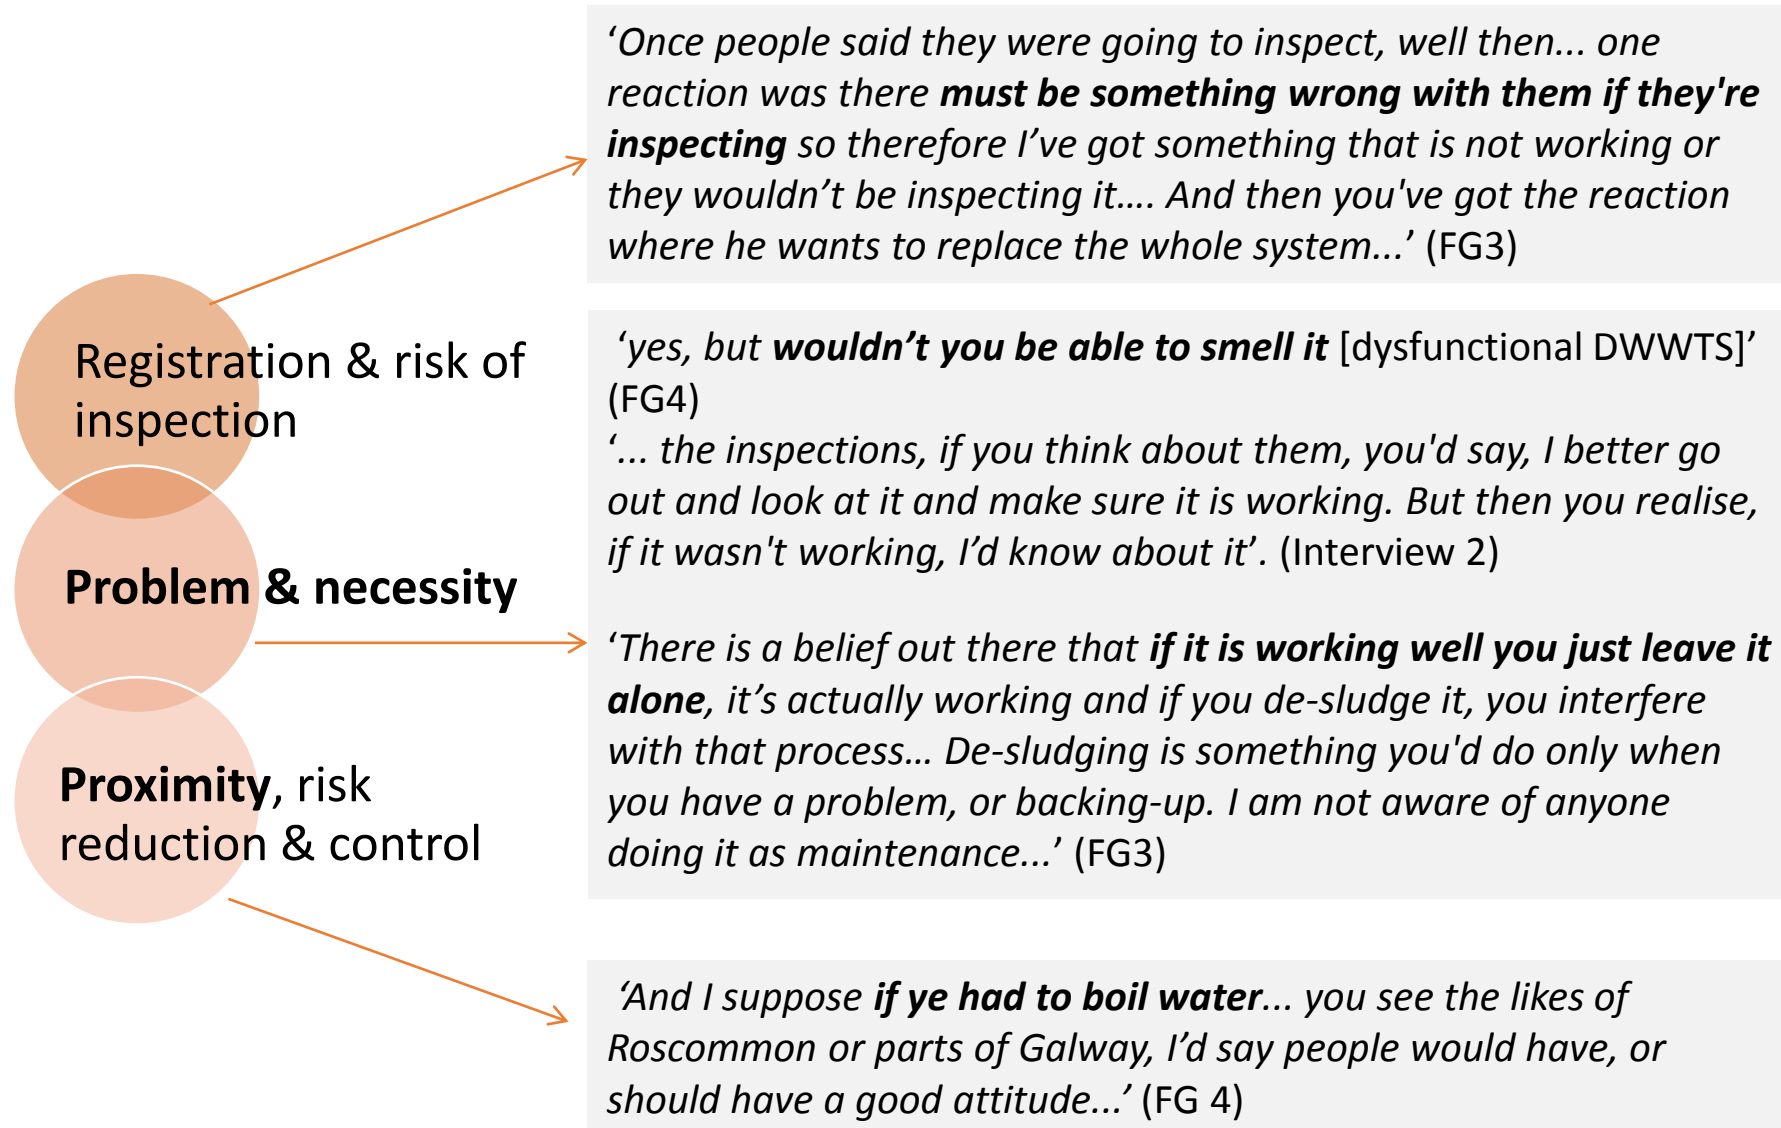 ‘Once people said they were going to inspect, well then... one
reaction was there must be something wrong with them if they're
inspecting so therefore I’ve got something that is not working or
they wouldn’t be inspecting it…. And then you've got the reaction
where he wants to replace the whole system...’ (FG3)
Registration & risk of
inspection
‘yes, but wouldn’t you be able to smell it [dysfunctional DWWTS]’
(FG4)
‘... the inspections, if you think about them, you'd say, I better go
out and look at it and make sure it is working. But then you realise,
if it wasn't working, I’d know about it’. (Interview 2)
Problem & necessity
‘There is a belief out there that if it is working well you just leave it
alone, it’s actually working and if you de-sludge it, you interfere
with that process… De-sludging is something you'd do only when
you have a problem, or backing-up. I am not aware of anyone
doing it as maintenance...’ (FG3)
Proximity, risk
reduction & control
‘And I suppose if ye had to boil water... you see the likes of
Roscommon or parts of Galway, I’d say people would have, or
should have a good attitude...’ (FG 4)